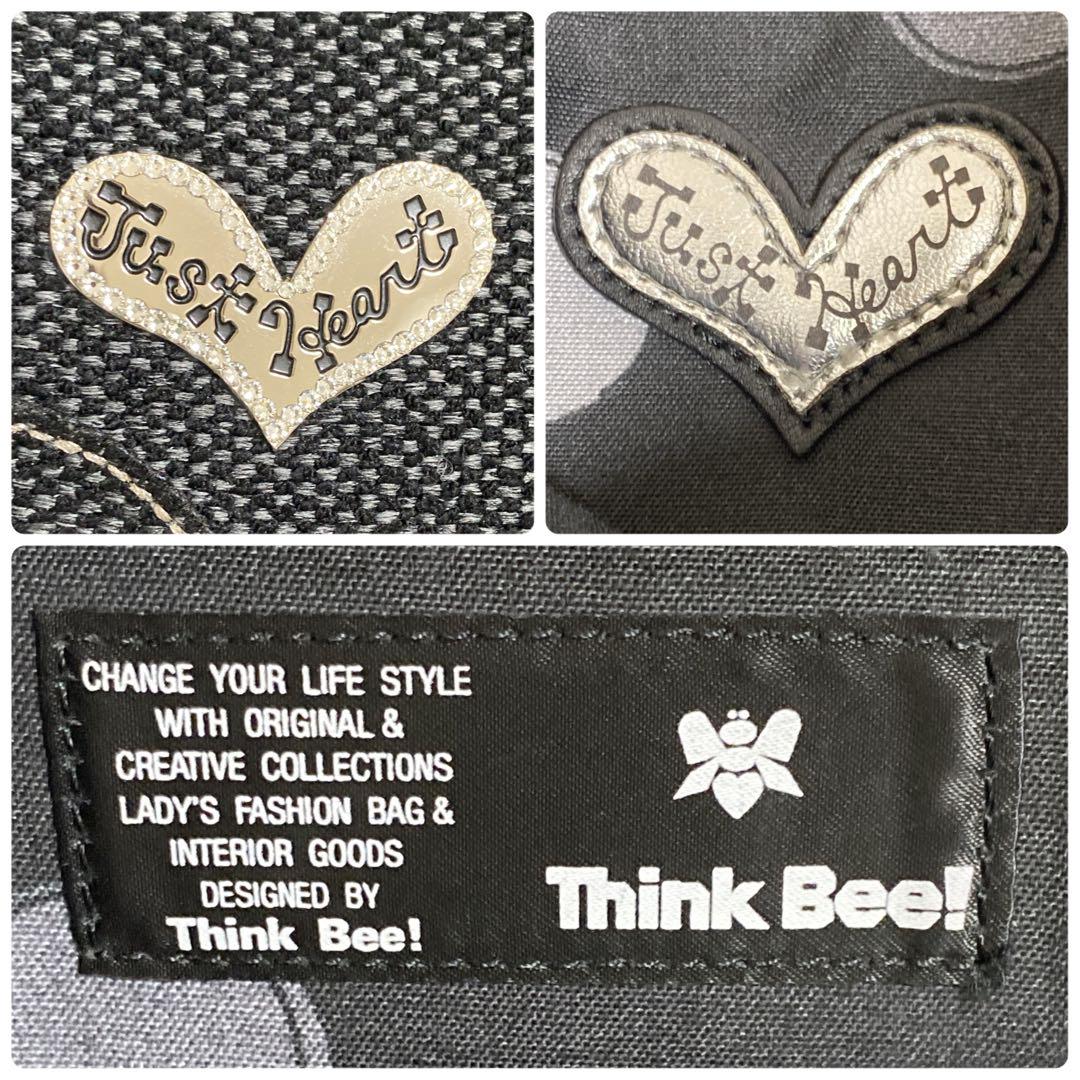 Just Heart
Just Heart
CHANGE YOUR LIFE STYLE
WITH ORIGINAL &
CREATIVE COLLECTIONS
LADY'S FASHION BAG &
INTERIOR GOODS
DESIGNED BY
Think Bee!
Think Bee!